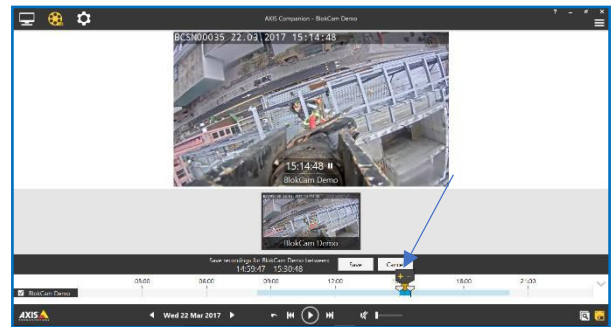 AXIS Companion - BlokCam Demo
BCSN00035 22.03.2017 15:14:48
15:14:48
BlokCam Demo
BlokCam Demo
Save recordings for BlokCam Demo between
14:59:47 15:30:48
Save
Cancel
03:00 06:00 09:00 12:00 18:00 21:00
BlokCam Demo
AXIS
Wed 22 Mar 2017